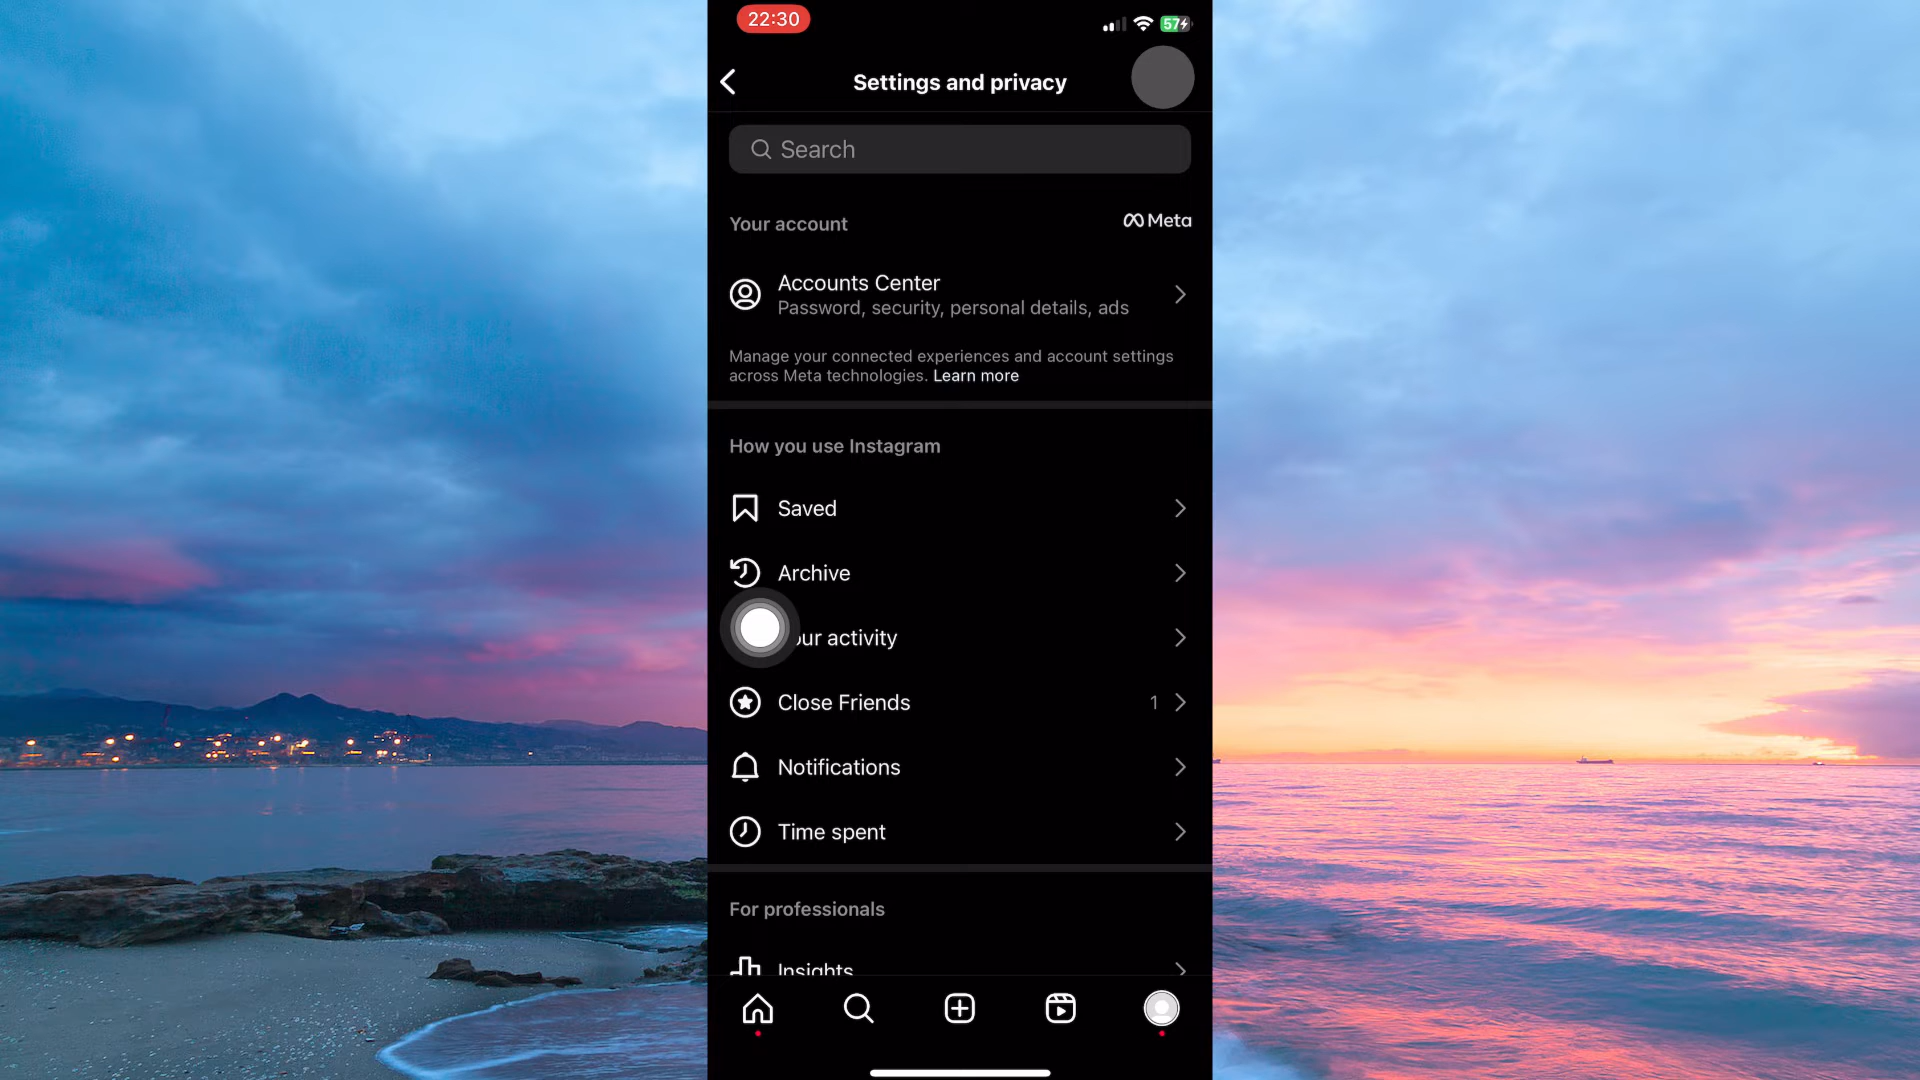 22:30
57
Settings and privacy
Search
Your account
Meta
Accounts Center
Password, security, personal details, ads
Manage your connected experiences and account settings
across Meta technologies. Learn more
How you use Instagram
Saved
Archive
our activity
Close Friends
1
Notifications
Time spent
For professionals
Insights